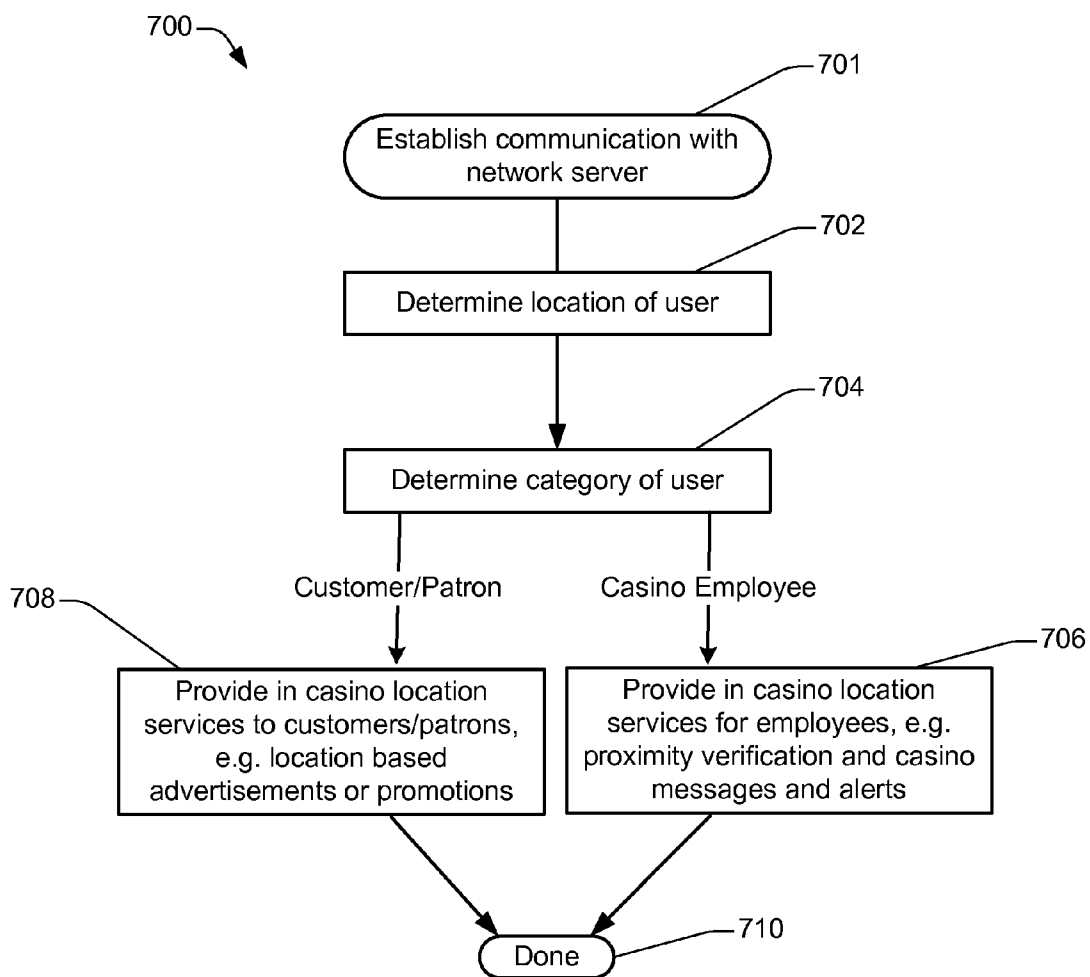 700
701
Establish communication with
network server
702
Determine location of user
704
Determine category of user
Customer/Patron
Casino Employee
708
706
Provide in casino location
services to customers/patrons,
e.g. location based
advertisements or promotions
Provide in casino location
services for employees, e.g.
proximity verification and casino
messages and alerts
710
Done